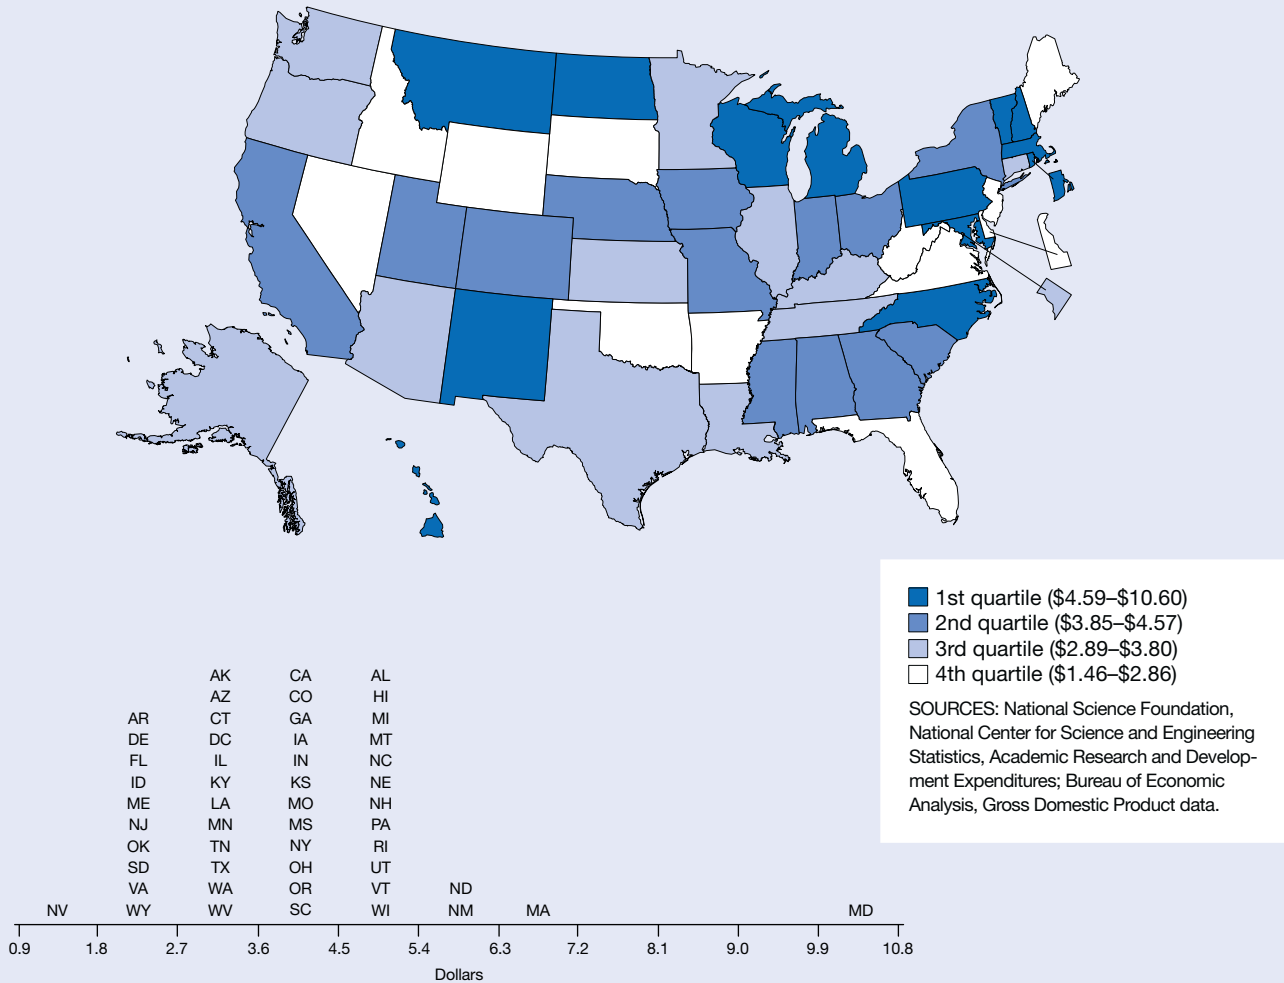 1st quartile ($4.59–$10.60)
2nd quartile ($3.85–$4.57)
3rd quartile ($2.89–$3.80)
4th quartile ($1.46–$2.86)
SOURCES: National Science Foundation,
National Center for Science and Engineering
Statistics, Academic Research and Develop-
ment Expenditures; Bureau of Economic
Analysis, Gross Domestic Product data.
AK CA AL
AZ CO HI
AR CT GA MI
DE DC IA MT
FL IL IN NC
ID KY KS NE
ME LA MO NH
NJ MN MS PA
OK TN NY RI
SD TX OH UT
VA WA OR VT ND
NV WY WV SC WI NM MA MD
0.9 1.8 2.7 3.6 4.5 5.4 6.3 7.2 8.1 9.0 9.9 10.8
Dollars